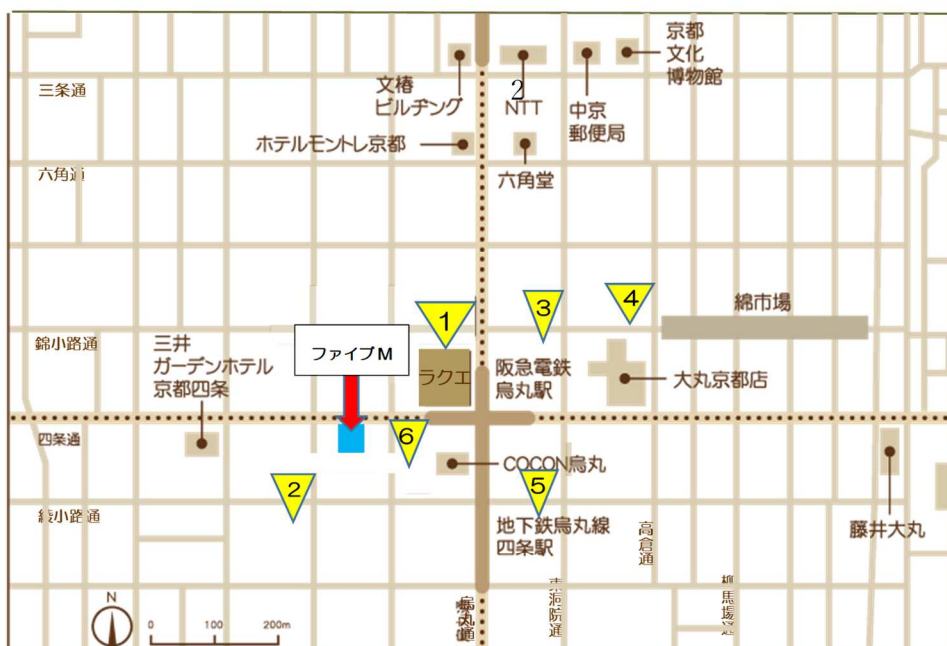 京都
文化
博物館
三条通
文椿
ビルヂング
2
NTT
中京
郵便局
ホテルモントレ京都
六角堂
六角通
4
3
1
綿市場
錦小路通
三井
ガーデンホテル
京都四条
ファイブM
ラクエ
阪急電鉄
烏丸駅
大丸京都店
四条通
6
COCON烏丸
2
5
綾小路通
地下鉄烏丸線
四条駅
高倉通
藤井大丸
烏丸通
東洞院通
柳馬場通
N
0 100 200m